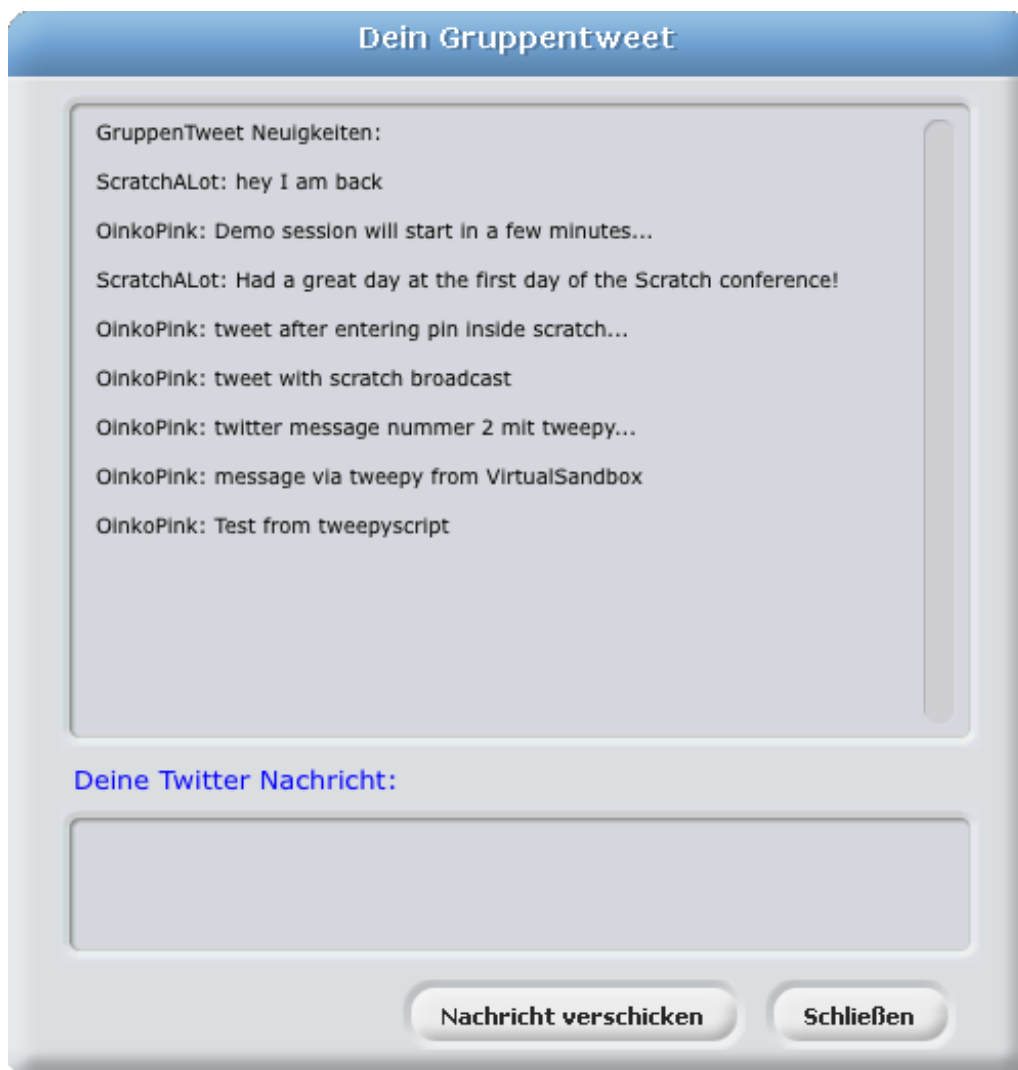 Dein Gruppentweet
GruppenTweet Neuigkeiten:
ScratchALot: hey I am back
OinkoPink: Demo session will start in a few minutes...
ScratchALot: Had a great day at the first day of the Scratch conference!
OinkoPink: tweet after entering pin inside scratch...
OinkoPink: tweet with scratch broadcast
OinkoPink: twitter message nummer 2 mit tweepy...
OinkoPink: message via tweepy from VirtualSandbox
OinkoPink: Test from tweepyscript
Deine Twitter Nachricht:
Nachricht verschicken
Schließen